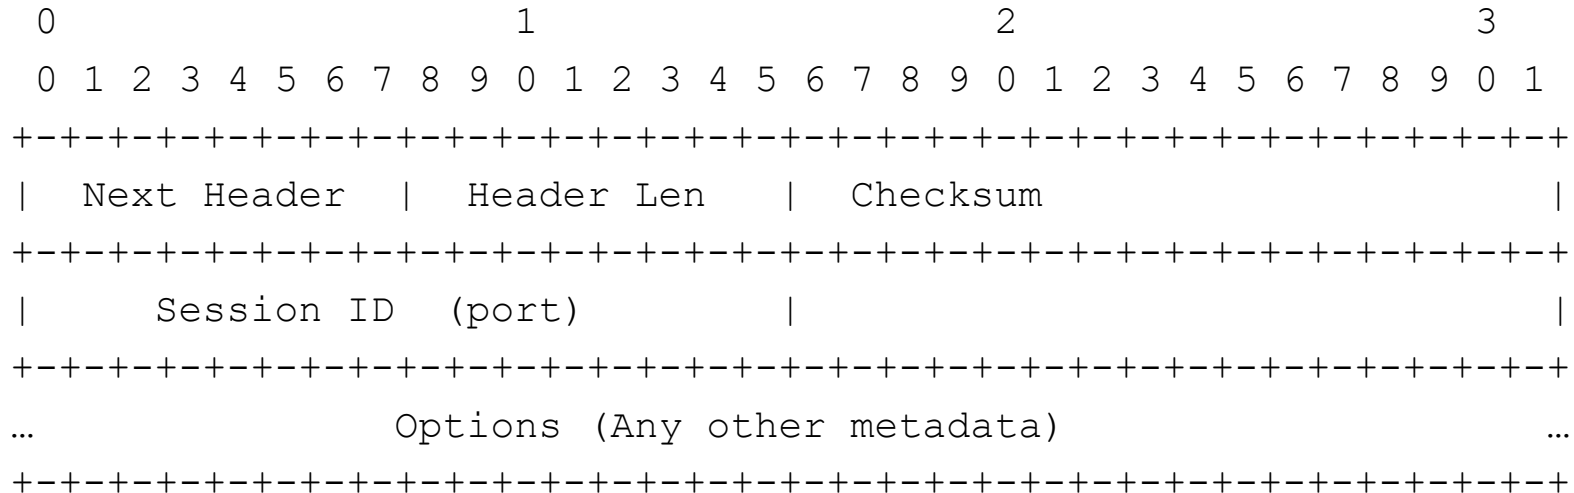 0                   1                   2                   3
 0 1 2 3 4 5 6 7 8 9 0 1 2 3 4 5 6 7 8 9 0 1 2 3 4 5 6 7 8 9 0 1
+-+-+-+-+-+-+-+-+-+-+-+-+-+-+-+-+-+-+-+-+-+-+-+-+-+-+-+-+-+-+-+-+
|  Next Header  |  Header Len   |  Checksum                     |
+-+-+-+-+-+-+-+-+-+-+-+-+-+-+-+-+-+-+-+-+-+-+-+-+-+-+-+-+-+-+-+-+
|     Session ID  (port)        |                               |
+-+-+-+-+-+-+-+-+-+-+-+-+-+-+-+-+-+-+-+-+-+-+-+-+-+-+-+-+-+-+-+-+
…               Options (Any other metadata)                    …
+-+-+-+-+-+-+-+-+-+-+-+-+-+-+-+-+-+-+-+-+-+-+-+-+-+-+-+-+-+-+-+-+